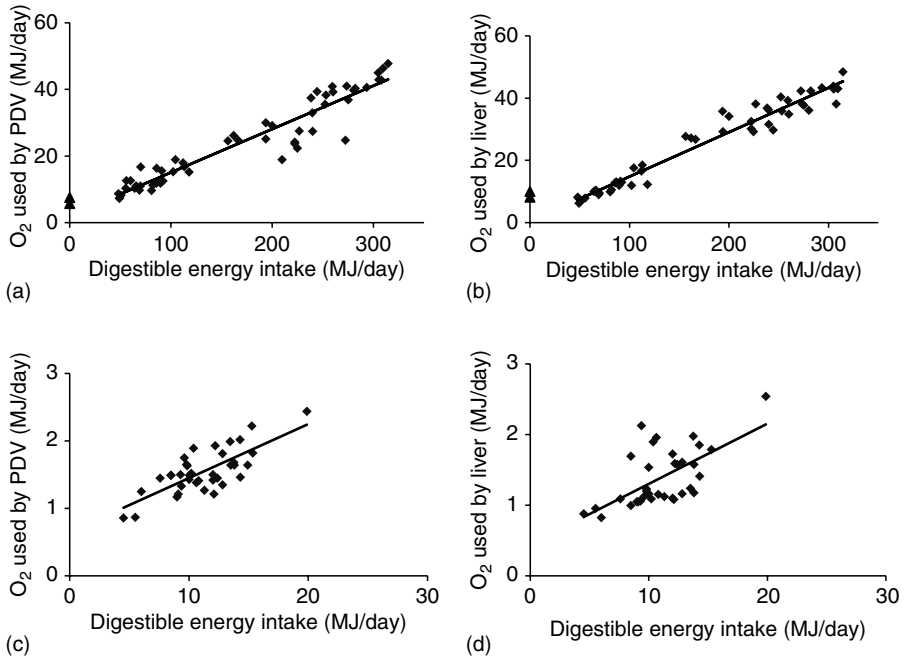 60
40
20
0
0 100 200 300
O2 used by PDV (MJ/day)
Digestible energy intake (MJ/day)
(a)
60
40
20
0
0 100 200 300
O2 used by liver (MJ/day)
Digestible energy intake (MJ/day)
(b)
3
2
1
0
0 10 20 30
O2 used by PDV (MJ/day)
Digestible energy intake (MJ/day)
(c)
3
2
1
0
0 10 20 30
O2 used by liver (MJ/day)
Digestible energy intake (MJ/day)
(d)